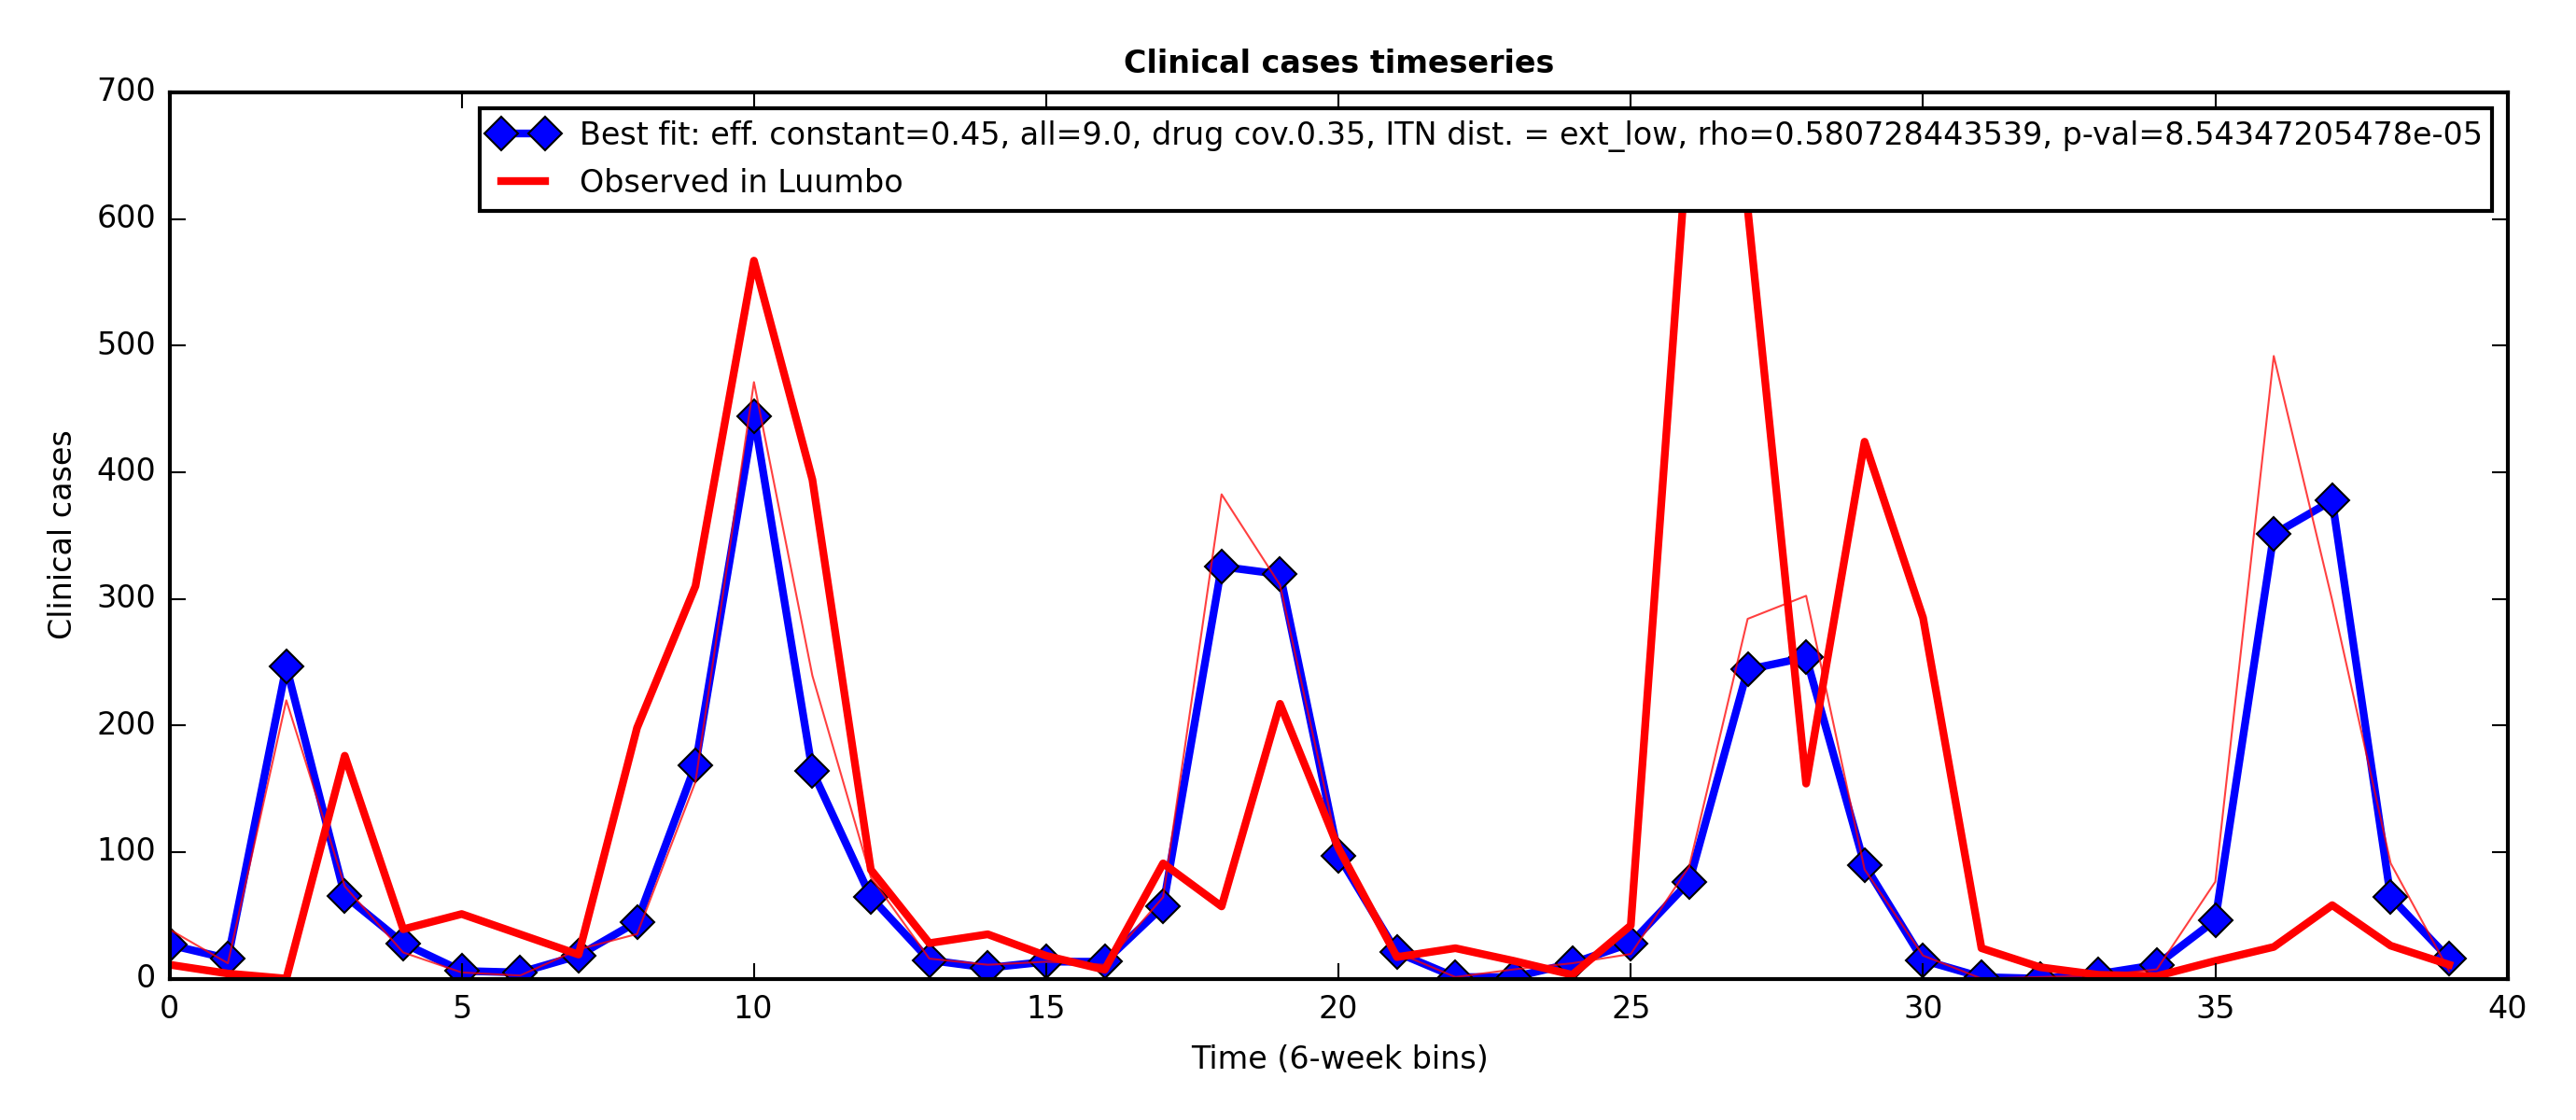 Clinical cases timeseries
700
600
500
400
300
200
100
0
Clinical cases
Best fit: eff. constant=0.45, all=9.0, drug cov.0.35, ITN dist. = ext_low, rho=0.580728443539, p-val=8.54347205478e-05
Observed in Luumbo
0 5 10 15 20 25 30 35 40
Time (6-week bins)